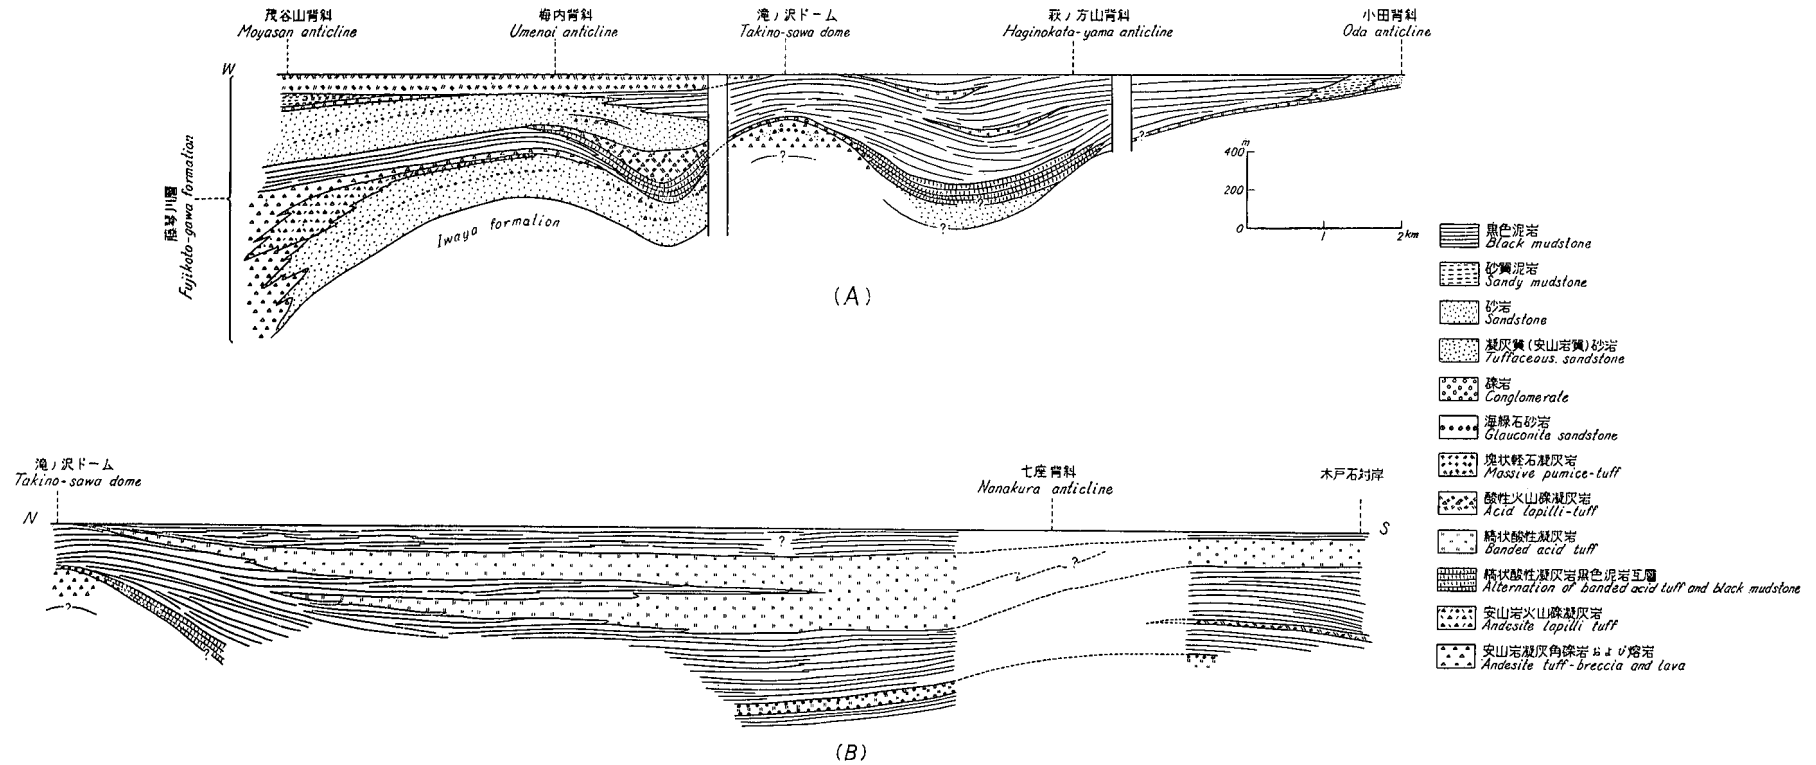 茂谷山背斜
Moyasan anticline
梅内背斜
Umenoi anticline
滝ノ沢ドーム
Takino-sawa dome
萩ノ方山背斜
Haginokata-yama anticline
小田背斜
Oda anticline
W
藤琴川層
Fujikoto-gawa formation
Iwaya formation
?
?
?
?
400m
200
0
1
2km
(A)
黒色泥岩
Black mudstone
砂質泥岩
Sandy mudstone
砂岩
Sandstone
凝灰質(安山岩質)砂岩
Tuffaceous. sandstone
礫岩
Conglomerate
海緑石砂岩
Glauconite sandstone
塊状軽石凝灰岩
Massive pumice-tuff
酸性火山礫凝灰岩
Acid lapilli-tuff
縞状酸性凝灰岩
Banded acid tuff
縞状酸性凝灰岩黒色泥岩互層
Alternation of banded acid tuff and black mudstone
安山岩火山礫凝灰岩
Andesite lapilli tuff
安山岩凝灰角礫岩および熔岩
Andesite tuff-breccia and lava
滝ノ沢ドーム
Takino-sawa dome
七座背斜
Nanakura anticline
木戸石対岸
N
S
?
?
?
?
(B)